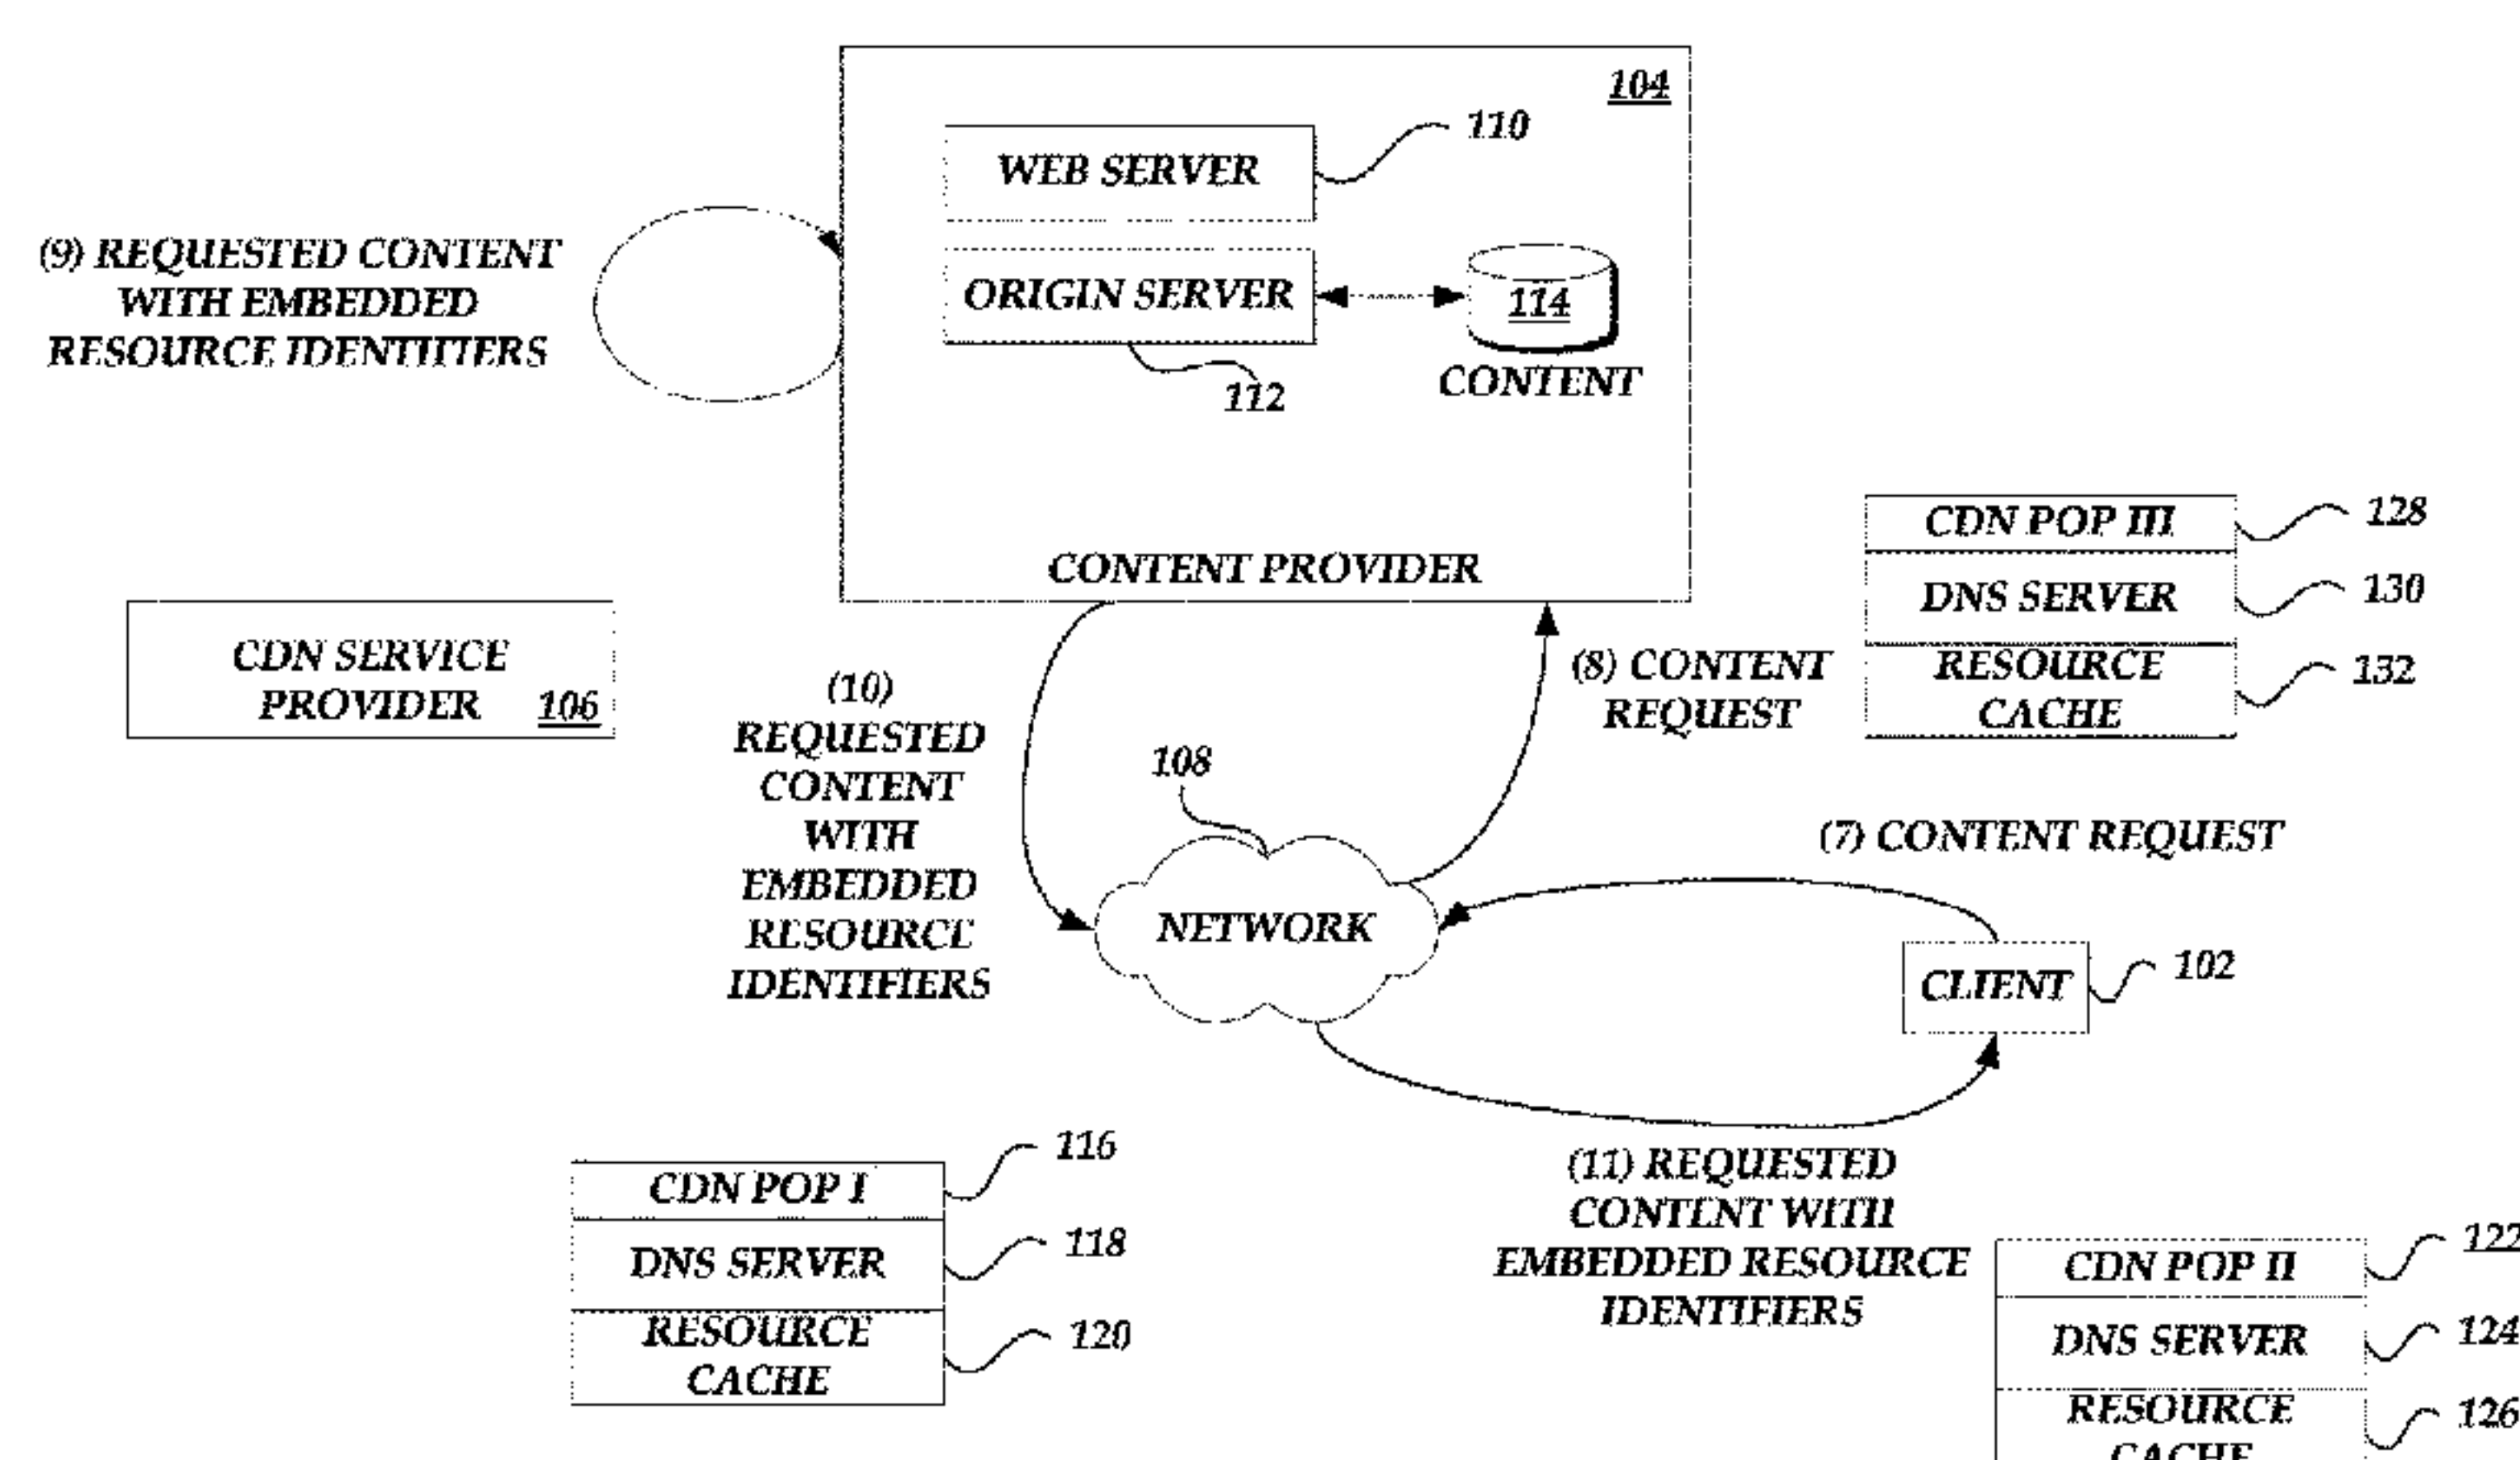 104
110
WEB SERVER
(9) REQUESTED CONTENT
WITH EMBEDDED
RESOURCE IDENTITIERS
ORIGIN SERVER
114
CONTENT
112
CONTENT PROVIDER
CDN POP III
128
DNS SERVER
130
RESOURCE
CACHE
132
CDN SERVICE
PROVIDER 106
(10)
REQUESTED
CONTENT
WITH
EMBEDDED
RESOURCE
IDENTIFIERS
(8) CONTENT
REQUEST
108
NETWORK
(7) CONTENT REQUEST
CLIENT
102
(11) REQUESTED
CONTENT WITH
EMBEDDED RESOURCE
IDENTIFIERS
CDN POP I
116
DNS SERVER
118
RESOURCE
CACHE
120
CDN POP II
122
DNS SERVER
124
RESOURCE
CACHE
126